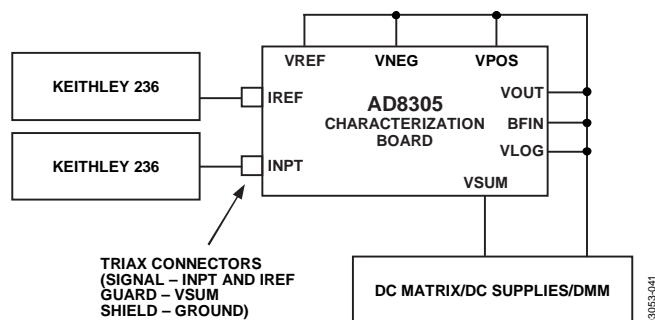 VREF VNEG VPOS
KEITHLEY 236
IREF
AD8305
CHARACTERIZATION
BOARD
VOUT
BFIN
VLOG
KEITHLEY 236
INPT
VSUM
TRIAX CONNECTORS
(SIGNAL – INPT AND IREF
GUARD – VSUM
SHIELD – GROUND)
DC MATRIX/DC SUPPLIES/DMM
3053-041